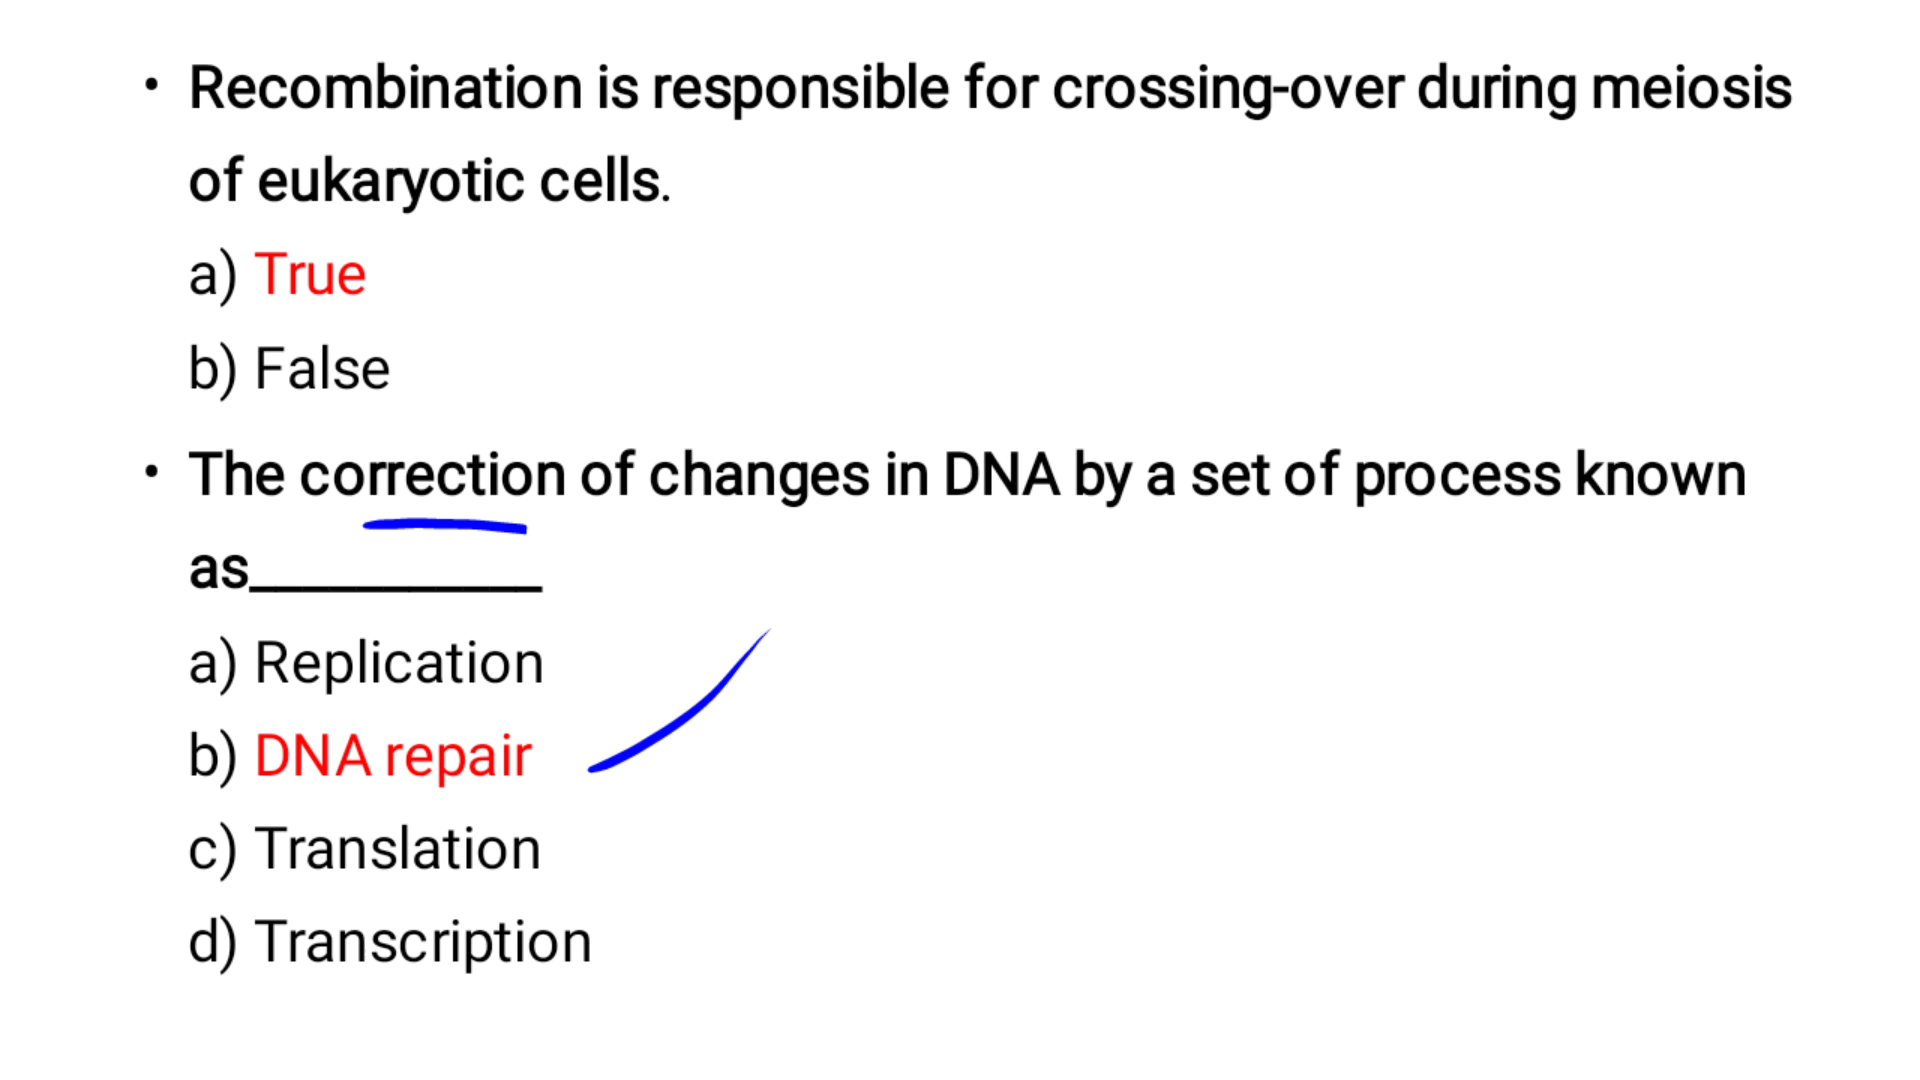 • Recombination is responsible for crossing-over during meiosis
of eukaryotic cells.
a) True
b) False
• The correction of changes in DNA by a set of process known
as___________
a) Replication
b) DNA repair
c) Translation
d) Transcription